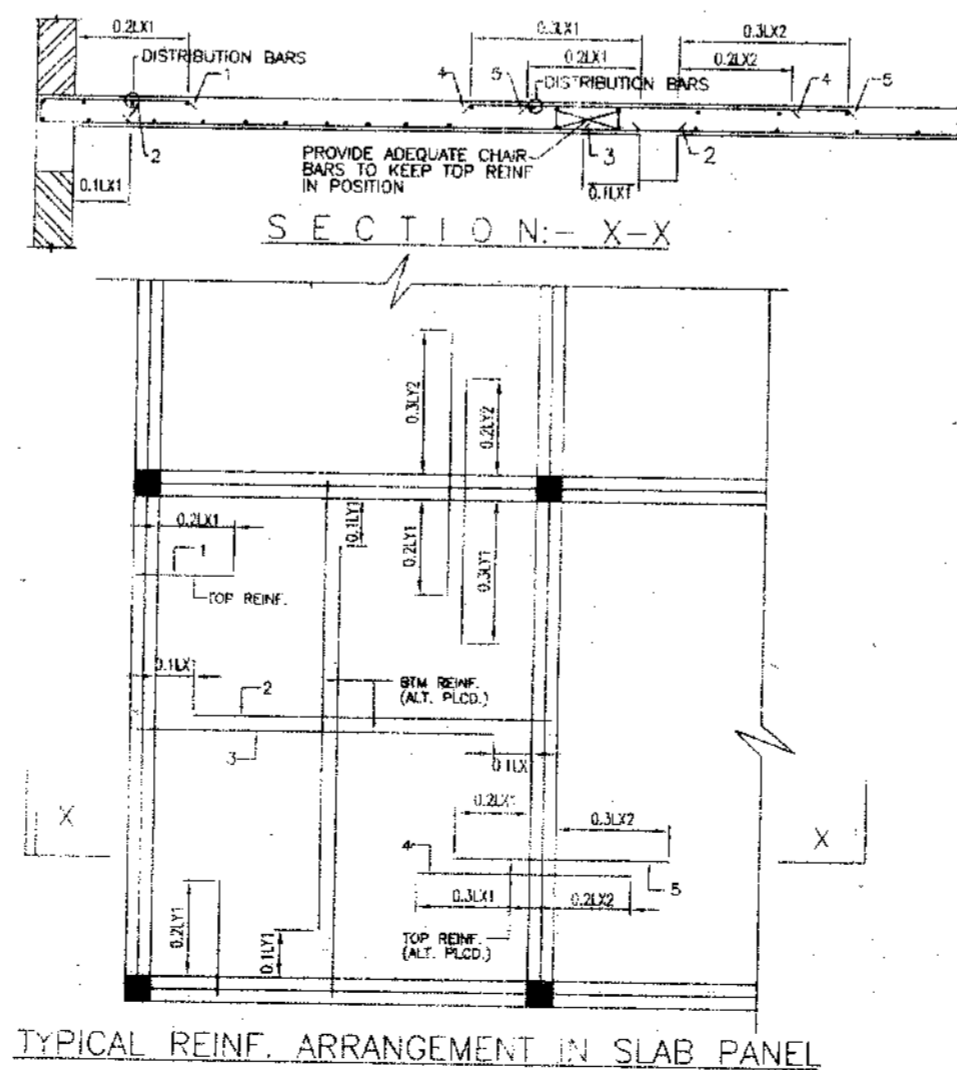 0.2LX1
0.3LX1
0.3LX2
0.2LX1
0.2LX2
DISTRIBUTION BARS
1
4
5
DISTRIBUTION BARS
4
5
2
PROVIDE ADEQUATE CHAIR
BARS TO KEEP TOP REINF
IN POSITION
3
2
0.1LX1
0.1LX1
SECTION:- X-X
0.3LY2
0.2LY2
0.2LX1
0.1LY1
1
0.2LY1
0.3LY1
TOP REINF.
0.1LX
2
BTM REINF.
(ALT. PLCD.)
3
0.1LX
X
0.2LX1
0.3LX2
X
4
5
0.3LX1
0.2LX2
0.2LY1
0.1LY1
TOP REINF.
(ALT. PLCD.)
TYPICAL REINF. ARRANGEMENT IN SLAB PANEL